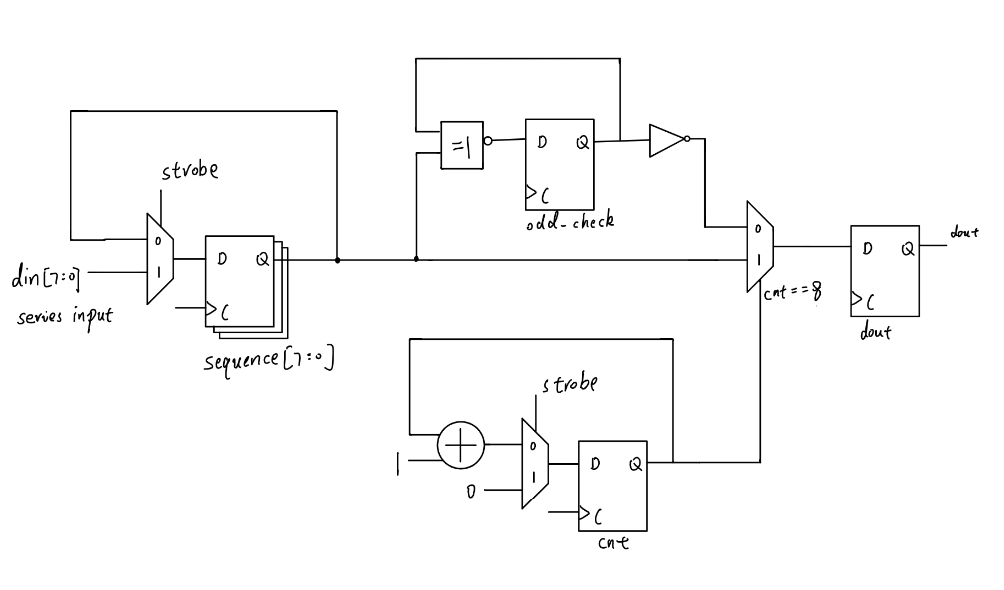 strobe
0
1
din[7:0]
series input
D Q
C
sequence[7:0]
=1
D Q
C
odd-check
0
1
cnt==8
D Q
C
dout
dout
strobe
1
0
1
0
D Q
C
cnt